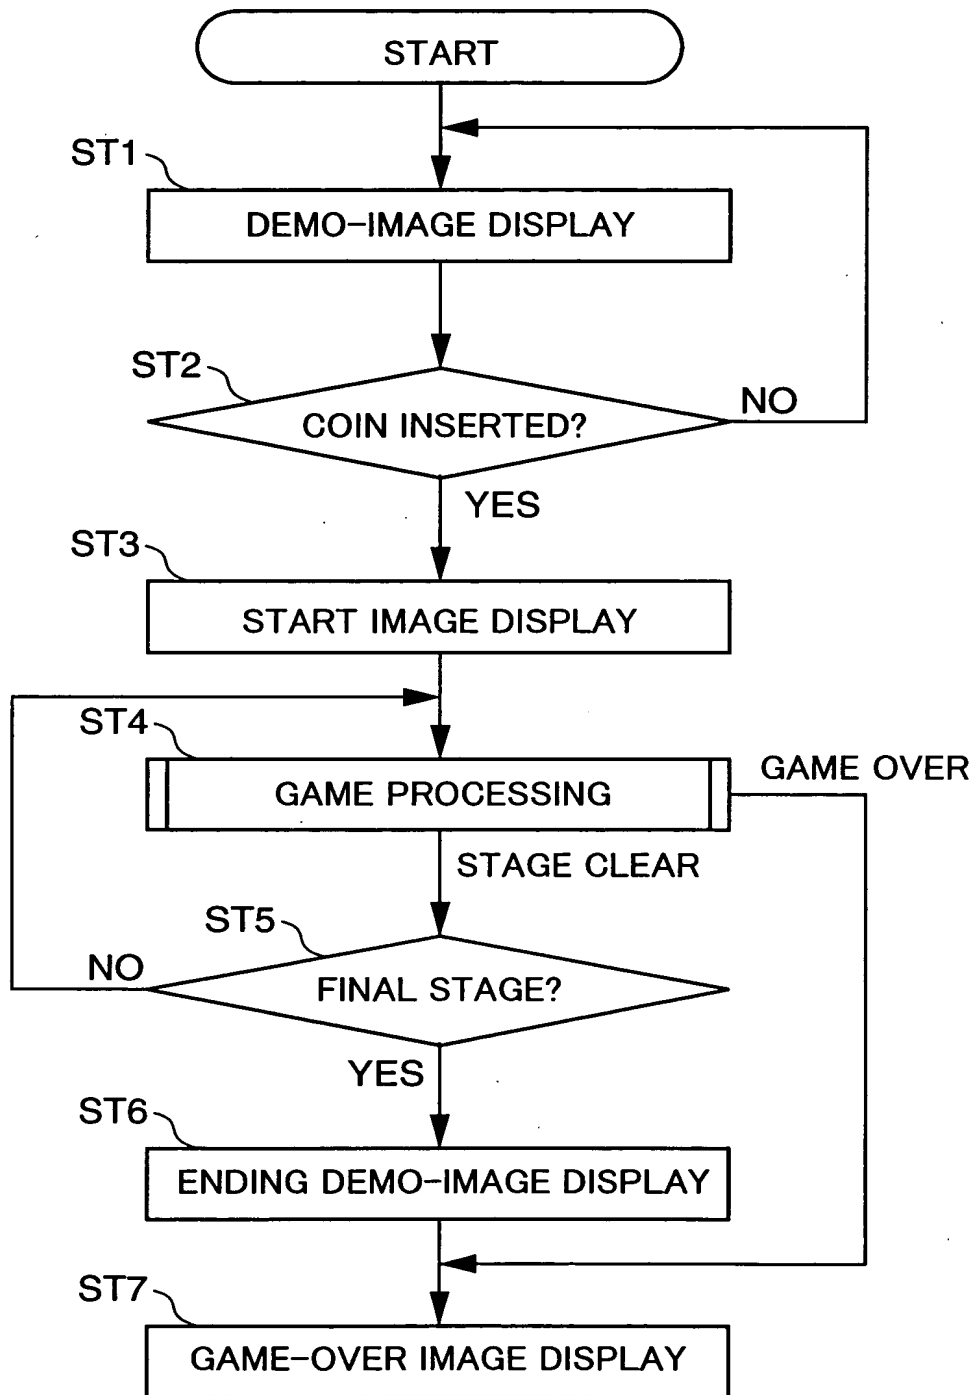 START
ST1
DEMO-IMAGE DISPLAY
ST2
COIN INSERTED?
NO
YES
ST3
START IMAGE DISPLAY
ST4
GAME PROCESSING
GAME OVER
STAGE CLEAR
ST5
NO
FINAL STAGE?
YES
ST6
ENDING DEMO-IMAGE DISPLAY
ST7
GAME-OVER IMAGE DISPLAY